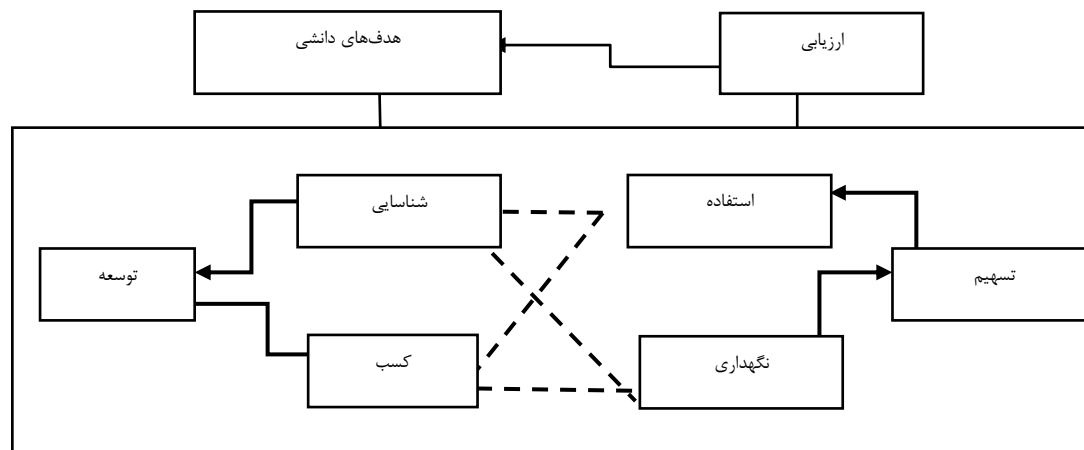 ارزیابی
هدف‌های دانشی
استفاده
شناسایی
تسهیم
توسعه
نگهداری
کسب